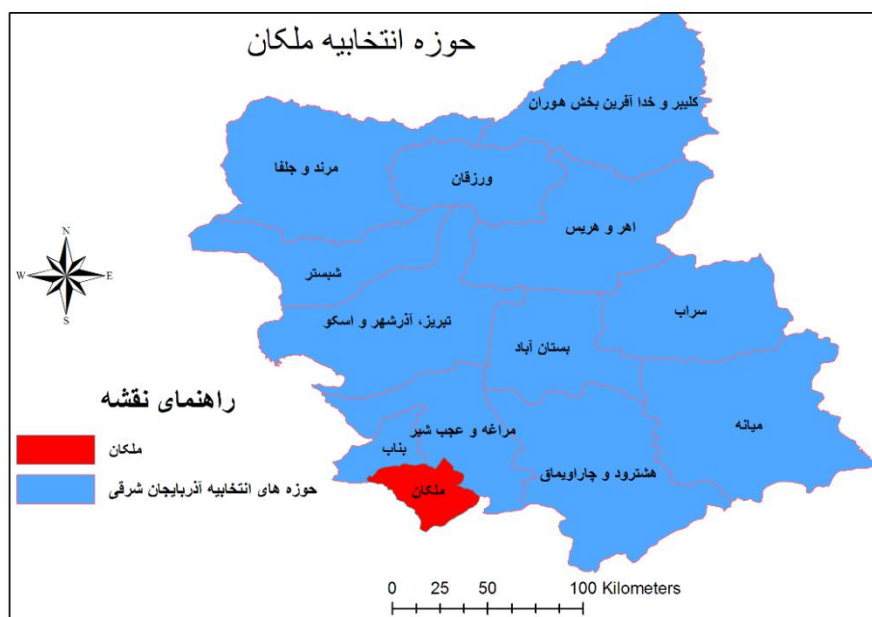 حوزه انتخابیه ملکان
کلیبر و خدا آفرین بخش هوران
مرند و جلفا
ورزقان
اهر و هریس
شبستر
سراب
تبریز، آذرشهر و اسکو
بستان آباد
میانه
مراغه و عجب شیر
بناب
هشترود و چاراویماق
ملکان
N
W
E
S
راهنمای نقشه
ملکان
حوزه های انتخابیه آذربایجان شرقی
0 25 50 100 Kilometers